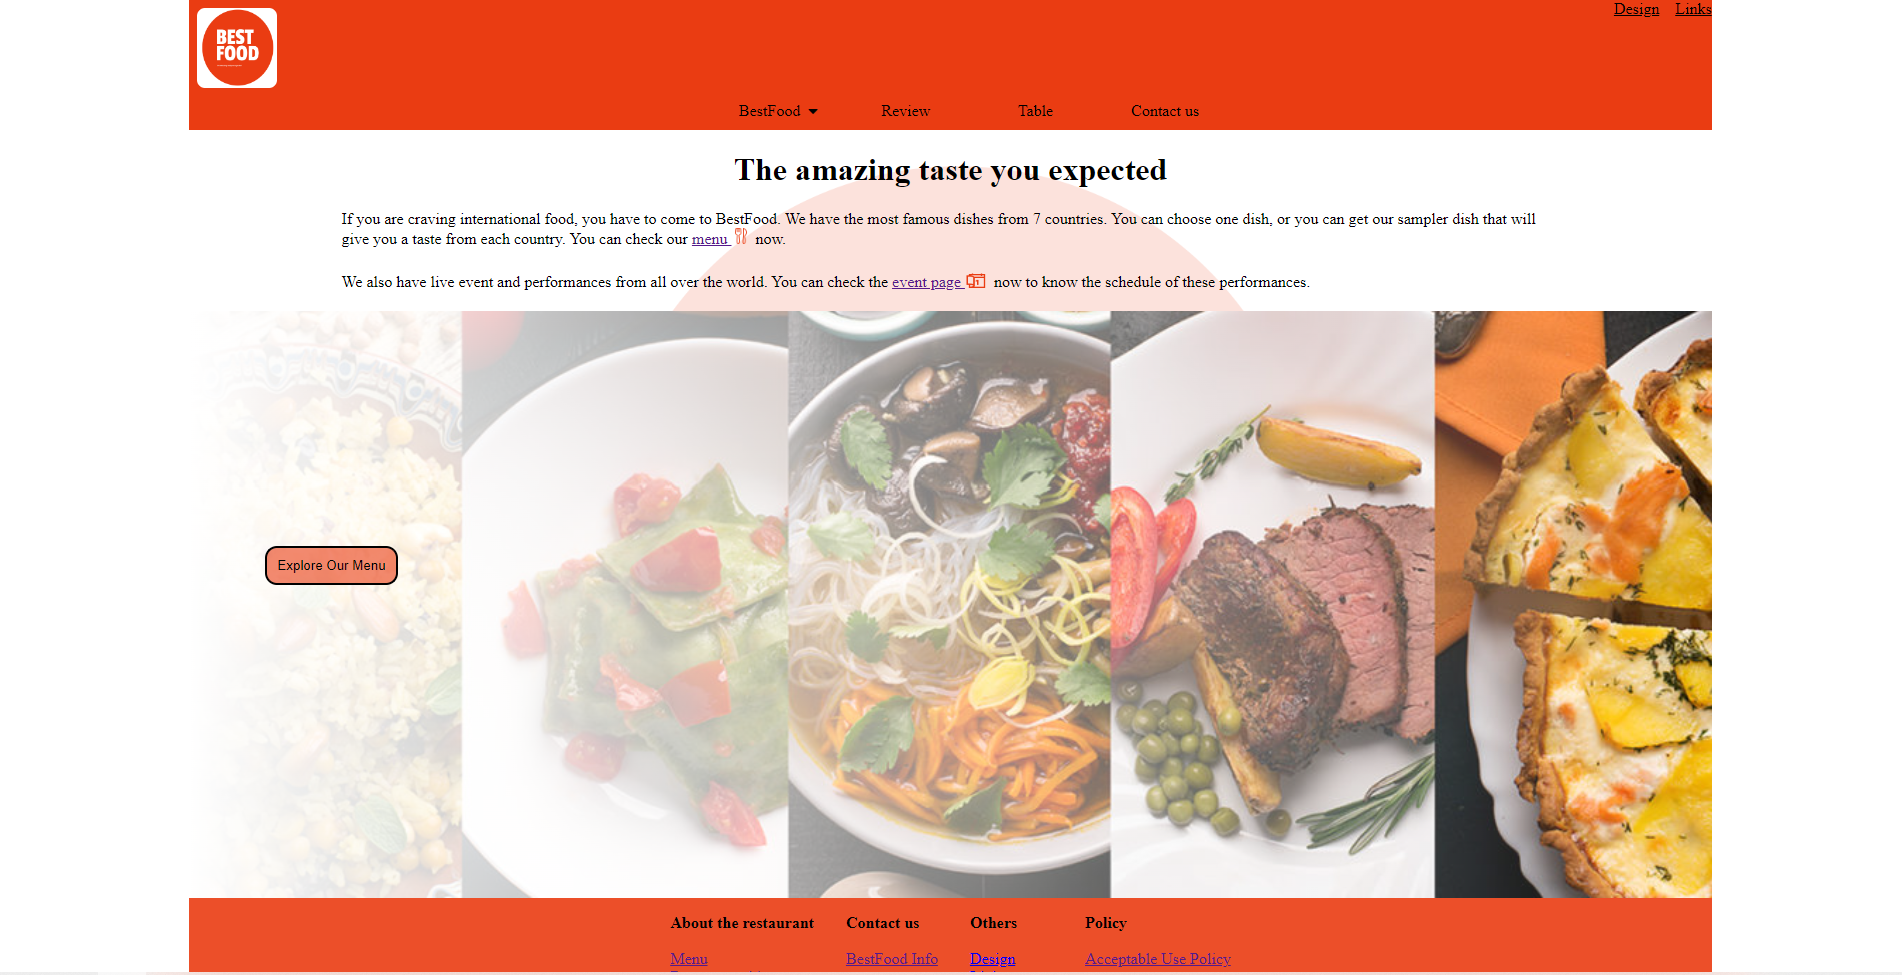 BEST
FOOD
Design Links
BestFood Review Table Contact us
The amazing taste you expected
If you are craving international food, you have to come to BestFood. We have the most famous dishes from 7 countries. You can choose one dish, or you can get our sampler dish that will
give you a taste from each country. You can check our menu now.
We also have live event and performances from all over the world. You can check the event page now to know the schedule of these performances.
Explore Our Menu
About the restaurant Contact us Others Policy
Menu BestFood Info Design Acceptable Use Policy